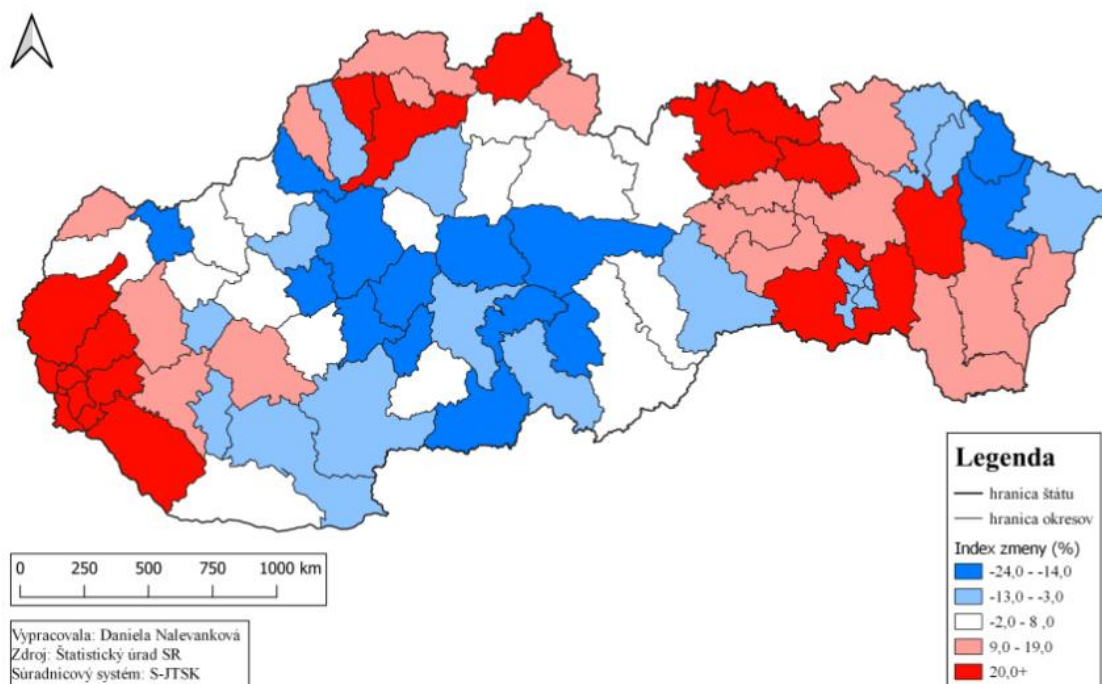 0 250 500 750 1000 km
Vypracovala: Daniela Nalevanková
Zdroj: Štatistický úrad SR
Súradnicový systém: S-JTSK
Legenda
hranica štátu
hranica okresov
Index zmeny (%)
-24,0 - -14,0
-13,0 - -3,0
-2,0 - 8 ,0
9,0 - 19,0
20,0+